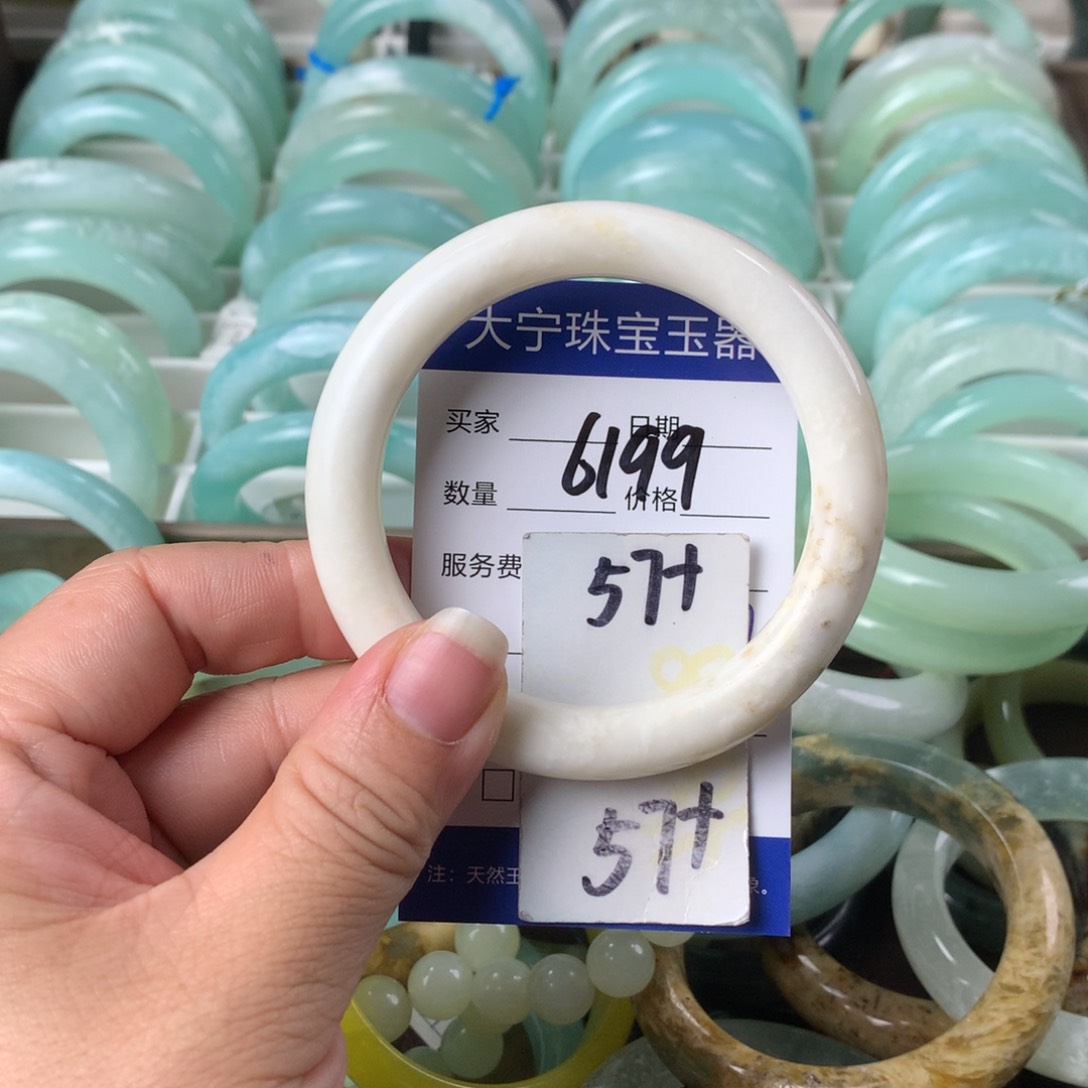 大宁珠宝玉器
买家 日期
6199
数量 价格
服务费
57+
57+
注：天然玉 象。